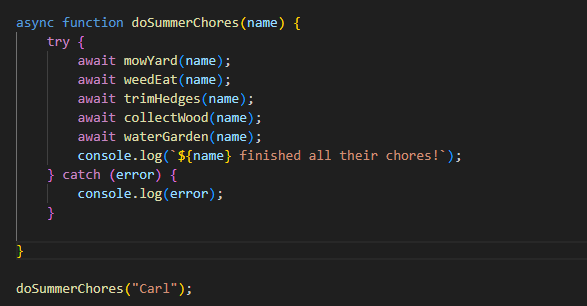 async function doSummerChores(name) {
    try {
        await mowYard(name);
        await weedEat(name);
        await trimHedges(name);
        await collectWood(name);
        await waterGarden(name);
        console.log(`${name} finished all their chores!`);
    } catch (error) {
        console.log(error);
    }
}
doSummerChores("Carl");